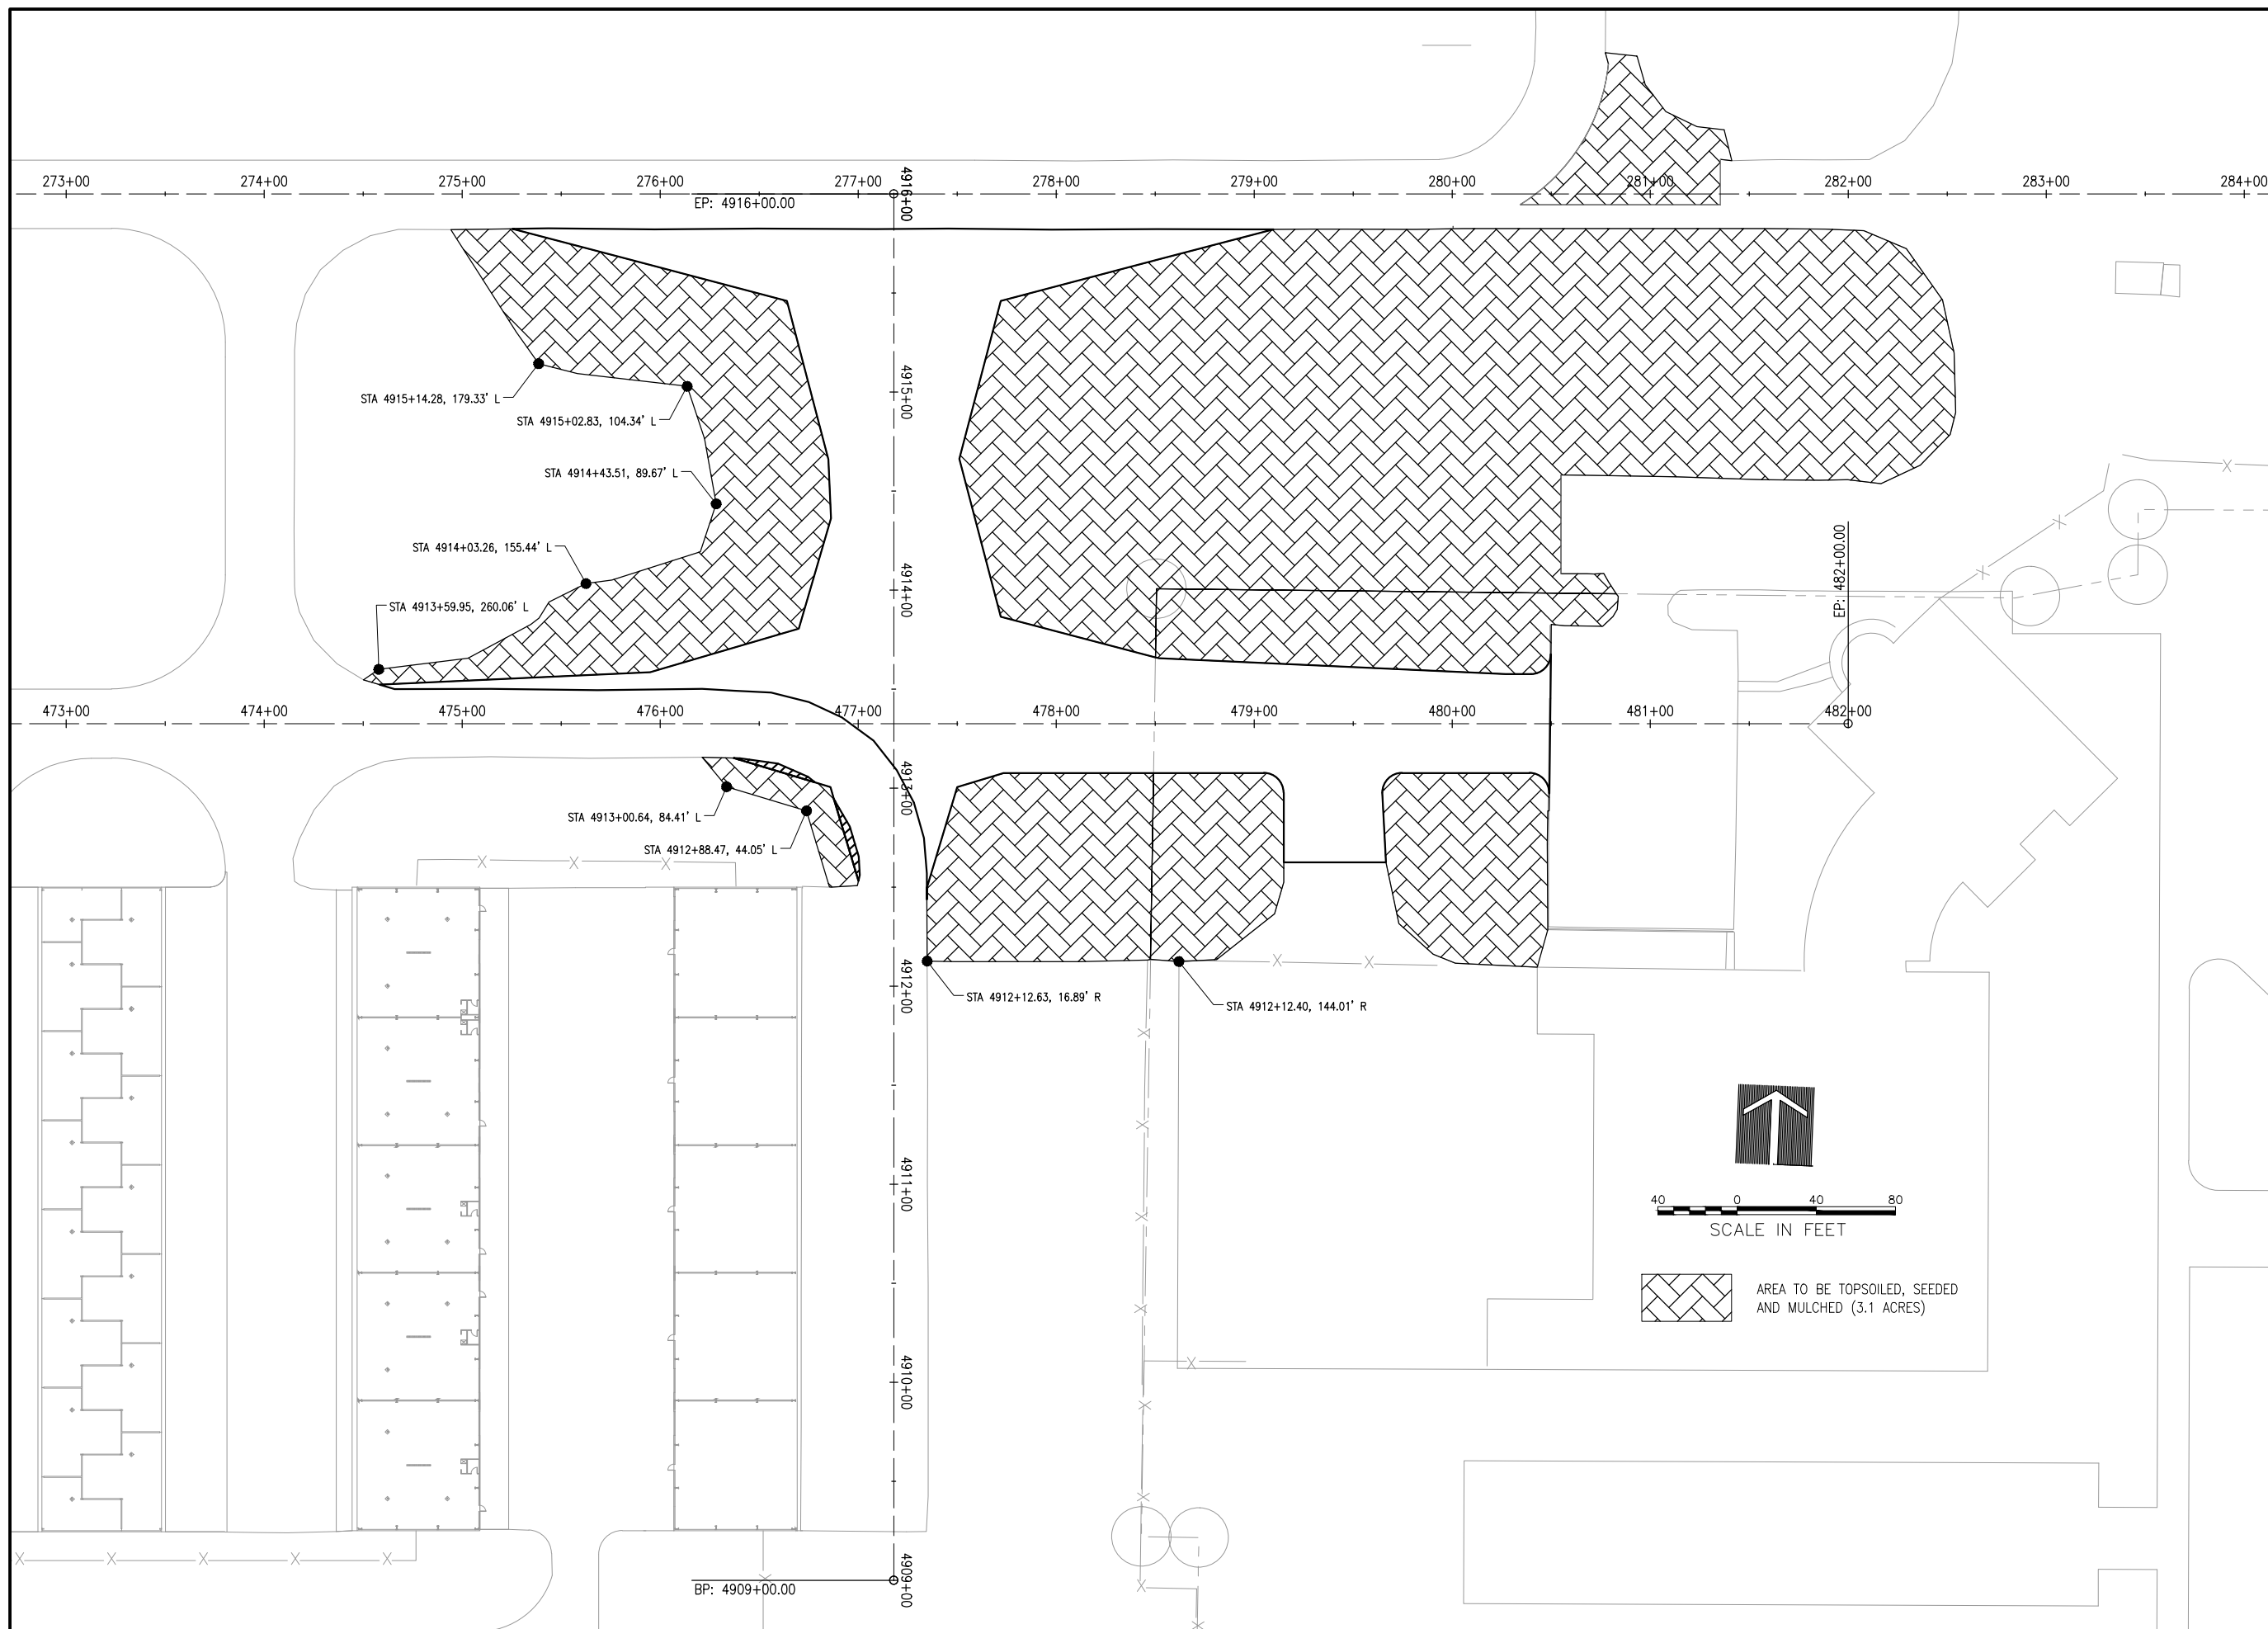 273+00
274+00
275+00
276+00
277+00
278+00
279+00
280+00
281+00
282+00
283+00
284+00
EP: 4916+00.00
4916+00
4915+00
STA 4915+14.28, 179.33' L
STA 4915+02.83, 104.34' L
STA 4914+43.51, 89.67' L
STA 4914+03.26, 155.44' L
STA 4913+59.95, 260.06' L
4914+00
EP: 482+00.00
473+00
474+00
475+00
476+00
477+00
478+00
479+00
480+00
481+00
482+00
4913+00
STA 4913+00.64, 84.41' L
STA 4912+88.47, 44.05' L
4912+00
STA 4912+12.63, 16.89' R
STA 4912+12.40, 144.01' R
4911+00
40 0 40 80
SCALE IN FEET
AREA TO BE TOPSOILED, SEEDED
AND MULCHED (3.1 ACRES)
4910+00
4909+00
BP: 4909+00.00